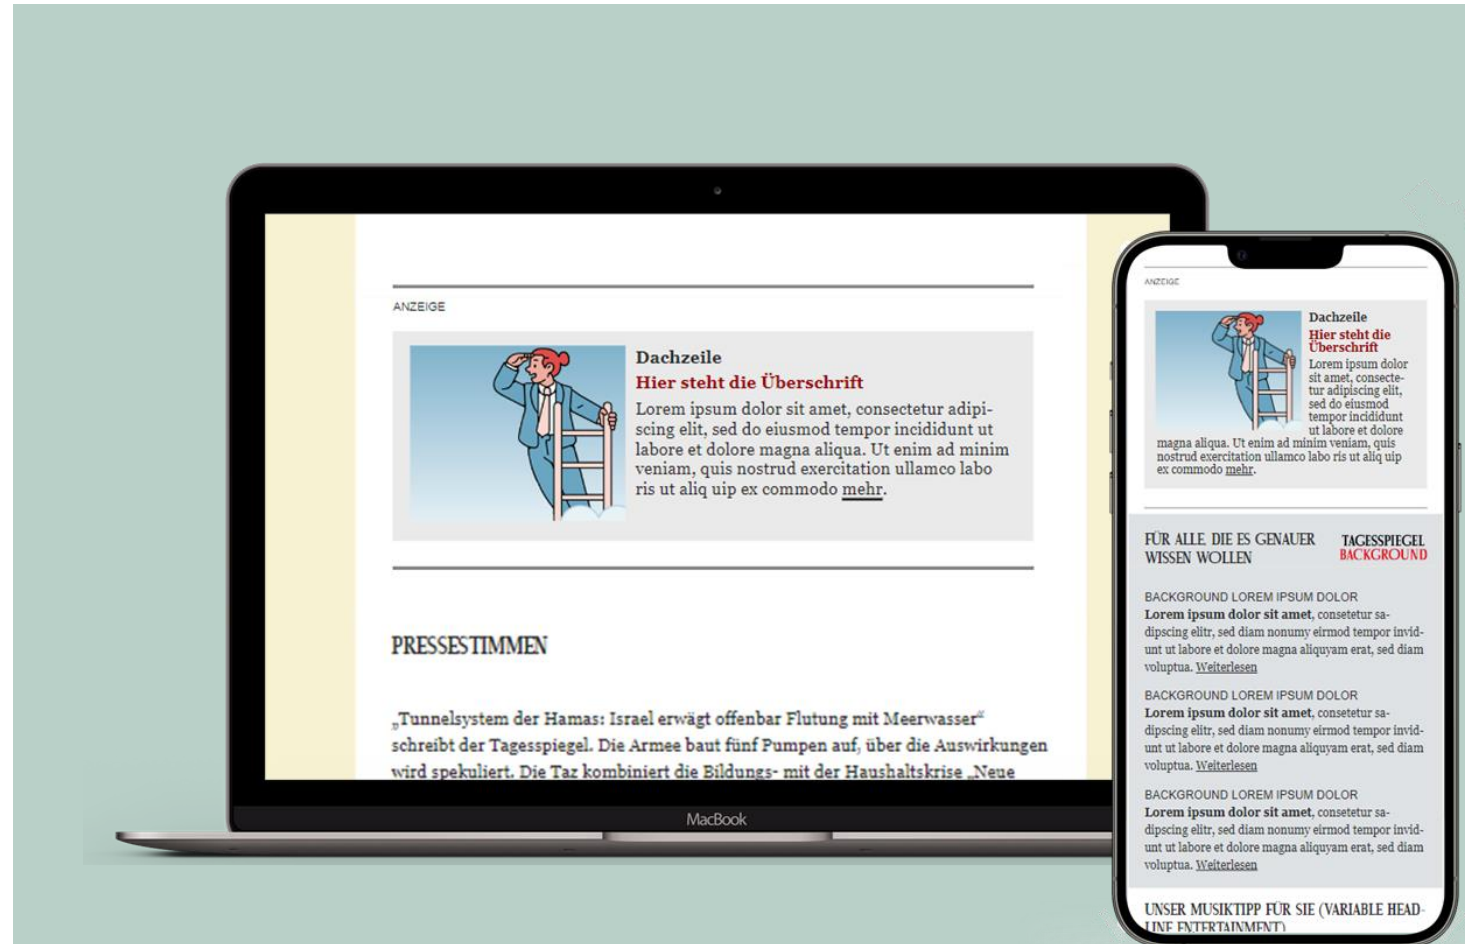 ANZEIGE
Dachzeile
Hier steht die Überschrift
Lorem ipsum dolor sit amet, consectetur adipi-
scing elit, sed do eiusmod tempor incididunt ut
labore et dolore magna aliqua. Ut enim ad minim
veniam, quis nostrud exercitation ullamco labo
ris ut aliq uip ex commodo mehr.
PRESSESTIMMEN
„Tunnelsystem der Hamas: Israel erwägt offenbar Flutung mit Meerwasser“
schreibt der Tagesspiegel. Die Armee baut fünf Pumpen auf, über die Auswirkungen
wird spekuliert. Die Taz kombiniert die Bildungs- mit der Haushaltskrise „Neue
MacBook
ANZEIGE
Dachzeile
Hier steht die
Überschrift
Lorem ipsum dolor
sit amet, consecte-
tur adipiscing elit,
sed do eiusmod
tempor incididunt
ut labore et dolore
magna aliqua. Ut enim ad minim veniam, quis
nostrud exercitation ullamco labo ris ut aliq uip
ex commodo mehr.
FÜR ALLE, DIE ES GENAUER
WISSEN WOLLEN
TAGESSPIEGEL
BACKGROUND
BACKGROUND LOREM IPSUM DOLOR
Lorem ipsum dolor sit amet, consetetur sa-
dipscing elitr, sed diam nonumy eirmod tempor invid-
unt ut labore et dolore magna aliquyam erat, sed diam
voluptua. Weiterlesen
BACKGROUND LOREM IPSUM DOLOR
Lorem ipsum dolor sit amet, consetetur sa-
dipscing elitr, sed diam nonumy eirmod tempor invid-
unt ut labore et dolore magna aliquyam erat, sed diam
voluptua. Weiterlesen
BACKGROUND LOREM IPSUM DOLOR
Lorem ipsum dolor sit amet, consetetur sa-
dipscing elitr, sed diam nonumy eirmod tempor invid-
unt ut labore et dolore magna aliquyam erat, sed diam
voluptua. Weiterlesen
UNSER MUSIKTIPP FÜR SIE (VARIABLE HEAD-
LINE ENTERTAINMENT)